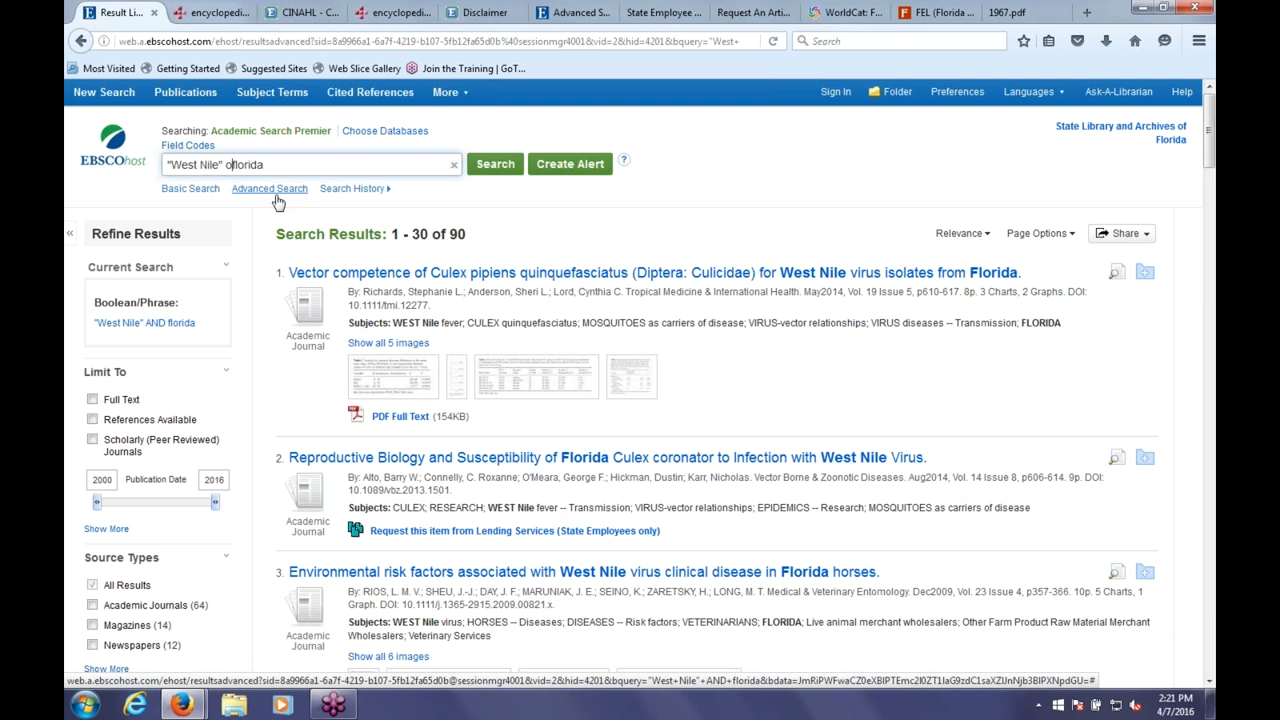 Result Li...
encyclopedi...
CINAHL - C...
encyclopedi...
Disclaimer
Advanced S...
State Employee ...
Request An Arti...
WorldCat: F...
FEL (Florida ...
1967.pdf
web.a.ebscohost.com/ehost/resultsadvanced?sid=8a9966a1-6a7f-4219-b107-5fb12fa65d0b%40sessionmgr4001&vid=2&hid=4201&bquery="West+
Search
Most Visited
Getting Started
Suggested Sites
Web Slice Gallery
Join the Training | GoT...
New Search
Publications
Subject Terms
Cited References
More
Sign In
Folder
Preferences
Languages
Ask-A-Librarian
Help
EBSCOhost
Searching: Academic Search Premier
Choose Databases
Field Codes
"West Nile" oflorida
Search
Create Alert
?
Basic Search
Advanced Search
Search History
State Library and Archives of
Florida
Refine Results
Current Search
Boolean/Phrase:
"West Nile" AND florida
Limit To
Full Text
References Available
Scholarly (Peer Reviewed)
Journals
2000
Publication Date
2016
Show More
Source Types
All Results
Academic Journals (64)
Magazines (14)
Newspapers (12)
Show More
Search Results: 1 - 30 of 90
Relevance
Page Options
Share
1. Vector competence of Culex pipiens quinquefasciatus (Diptera: Culicidae) for West Nile virus isolates from Florida.
By: Richards, Stephanie L.; Anderson, Sheri L.; Lord, Cynthia C. Tropical Medicine & International Health. May2014, Vol. 19 Issue 5, p610-617. 8p. 3 Charts, 2 Graphs. DOI:
10.1111/tmi.12277.
Subjects: WEST Nile fever; CULEX quinquefasciatus; MOSQUITOES as carriers of disease; VIRUS-vector relationships; VIRUS diseases -- Transmission; FLORIDA
Academic
Journal
Show all 5 images
PDF Full Text (154KB)
2. Reproductive Biology and Susceptibility of Florida Culex coronator to Infection with West Nile Virus.
By: Alto, Barry W.; Connelly, C. Roxanne; O'Meara, George F.; Hickman, Dustin; Karr, Nicholas. Vector Borne & Zoonotic Diseases. Aug2014, Vol. 14 Issue 8, p606-614. 9p. DOI:
10.1089/vbz.2013.1501.
Subjects: CULEX; RESEARCH; WEST Nile fever -- Transmission; VIRUS-vector relationships; EPIDEMICS -- Research; MOSQUITOES as carriers of disease
Academic
Journal
Request this item from Lending Services (State Employees only)
3. Environmental risk factors associated with West Nile virus clinical disease in Florida horses.
By: RIOS, L. M. V.; SHEU, J.-J.; DAY, J. F.; MARUNIAK, J. E.; SEINO, K.; ZARETSKY, H.; LONG, M. T. Medical & Veterinary Entomology. Dec2009, Vol. 23 Issue 4, p357-366. 10p. 5 Charts, 1
Graph. DOI: 10.1111/j.1365-2915.2009.00821.x.
Subjects: WEST Nile virus; HORSES -- Diseases; DISEASES -- Risk factors; VETERINARIANS; FLORIDA; Live animal merchant wholesalers; Other Farm Product Raw Material Merchant
Wholesalers; Veterinary Services
Academic
Journal
Show all 6 images
2:21 PM
4/7/2016